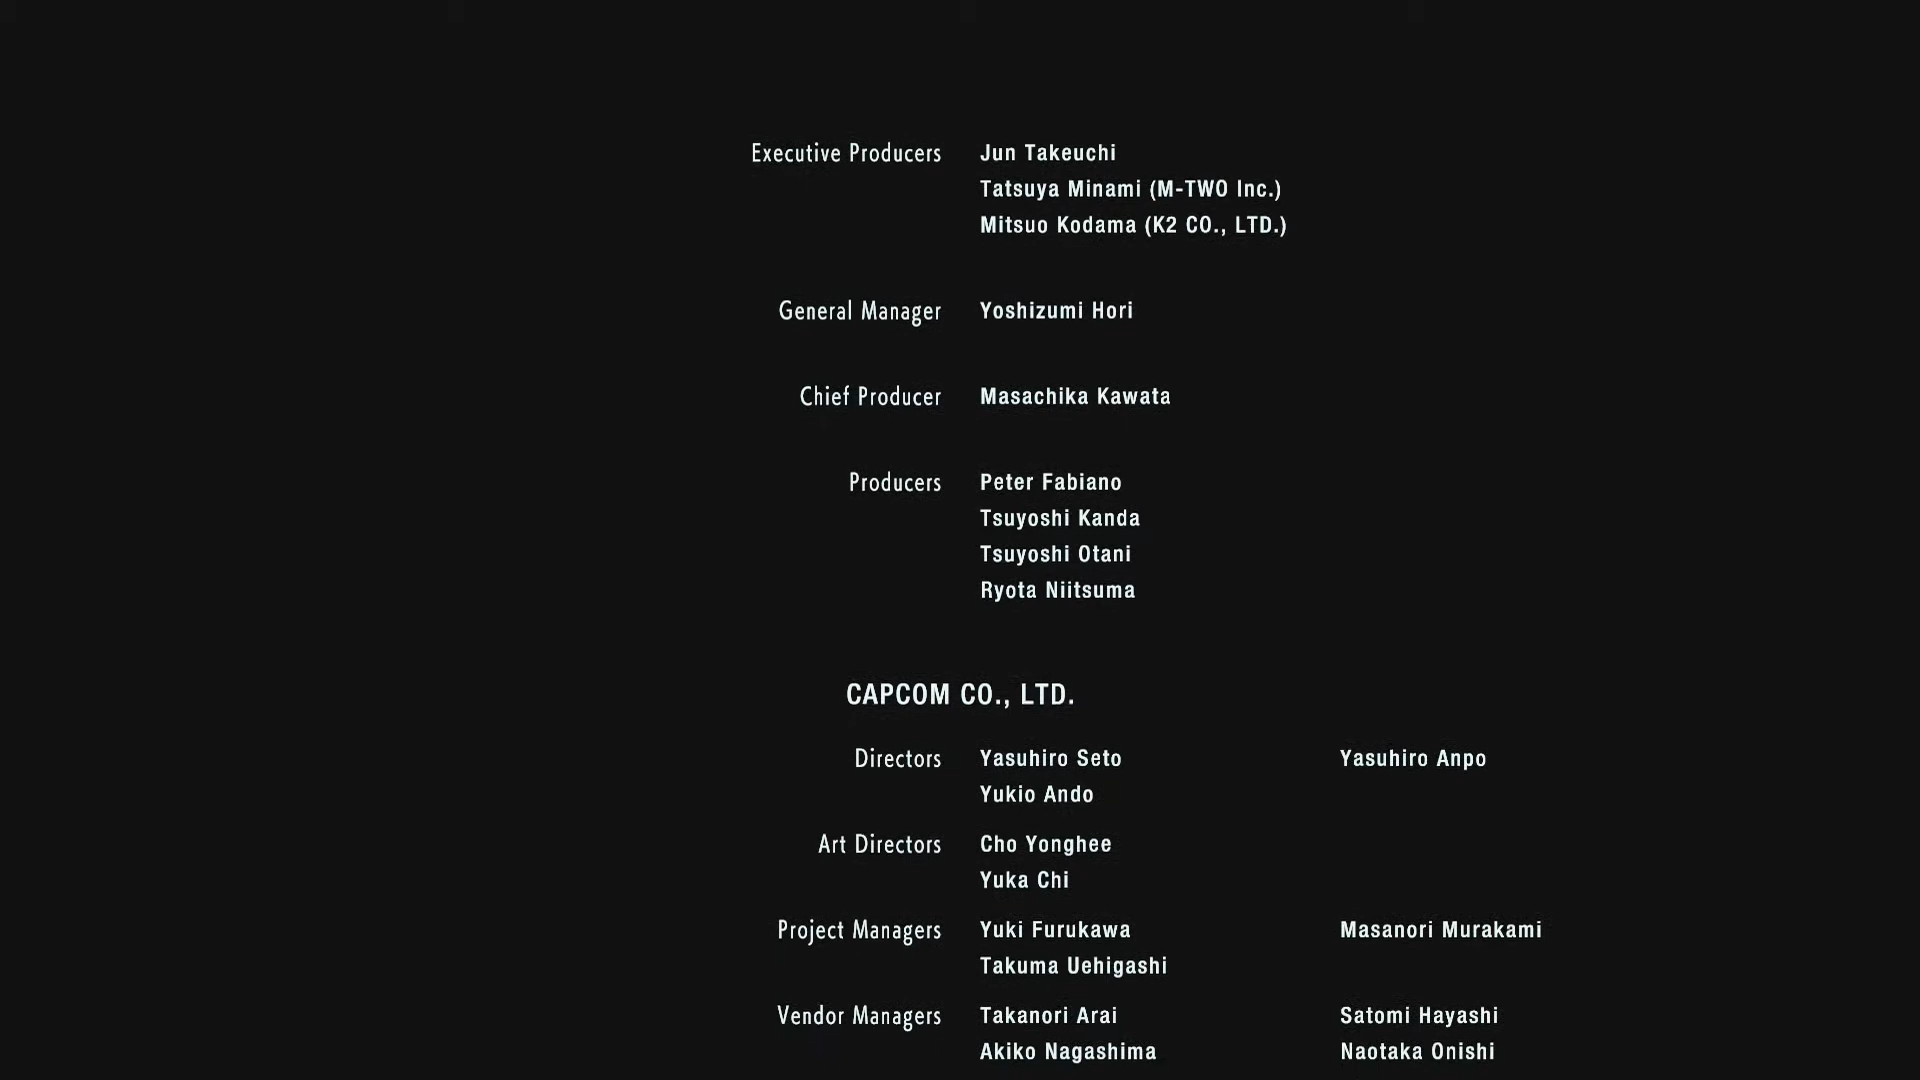 Executive Producers Jun Takeuchi
Tatsuya Minami (M-TWO Inc.)
Mitsuo Kodama (K2 CO., LTD.)
General Manager Yoshizumi Hori
Chief Producer Masachika Kawata
Producers Peter Fabiano
Tsuyoshi Kanda
Tsuyoshi Otani
Ryota Niitsuma
CAPCOM CO., LTD.
Directors Yasuhiro Seto Yasuhiro Anpo
Yukio Ando
Art Directors Cho Yonghee
Yuka Chi
Project Managers Yuki Furukawa Masanori Murakami
Takuma Uehigashi
Vendor Managers Takanori Arai Satomi Hayashi
Akiko Nagashima Naotaka Onishi